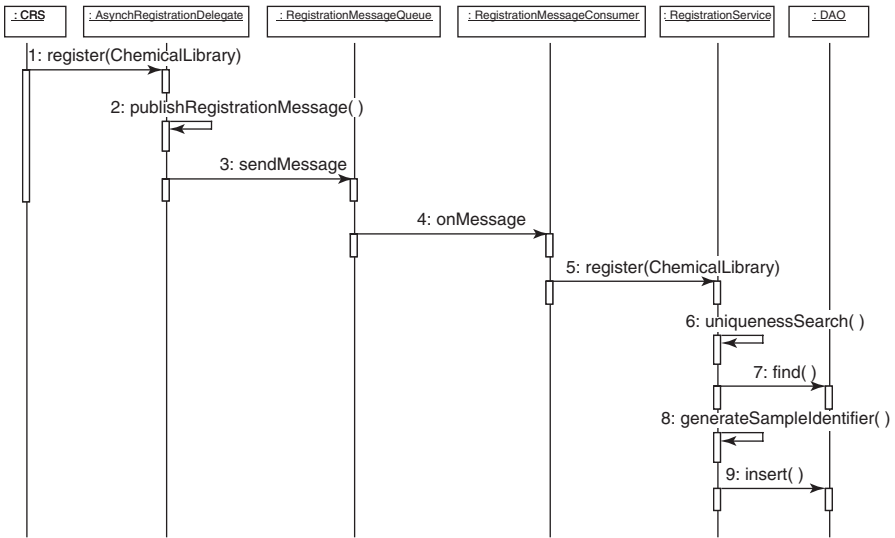 : CRS
: AsynchRegistrationDelegate
: RegistrationMessageQueue
: RegistrationMessageConsumer
: RegistrationService
: DAO
1: register(ChemicalLibrary)
2: publishRegistrationMessage( )
3: sendMessage
4: onMessage
5: register(ChemicalLibrary)
6: uniquenessSearch( )
7: find( )
8: generateSampleIdentifier( )
9: insert( )